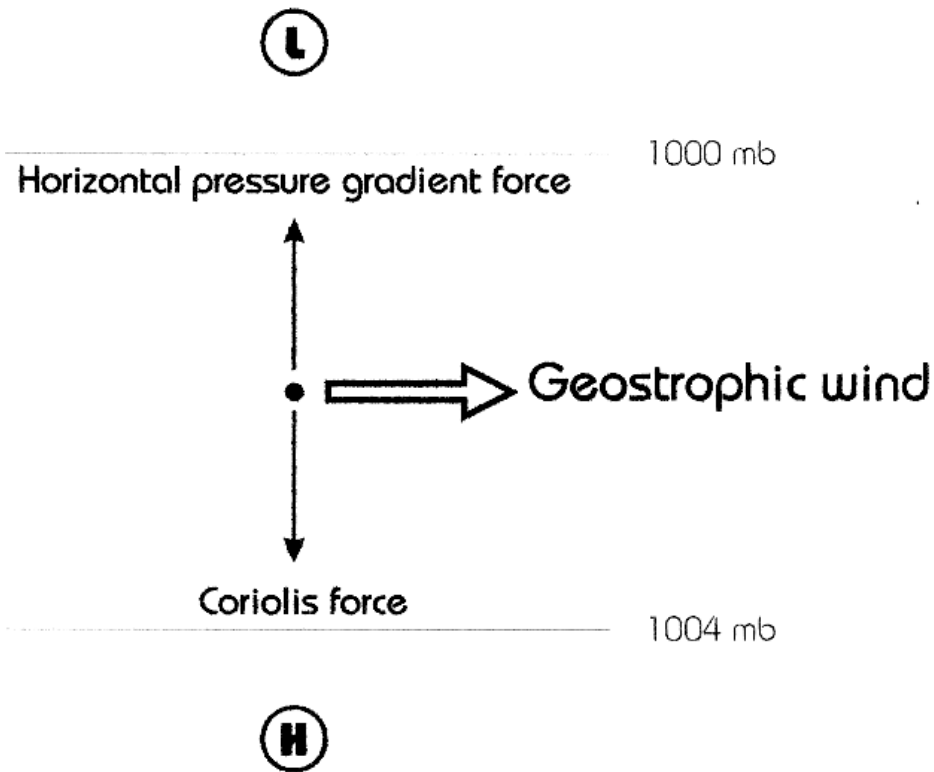 L
1000 mb
Horizontal pressure gradient force
Geostrophic wind
Coriolis force
1004 mb
H